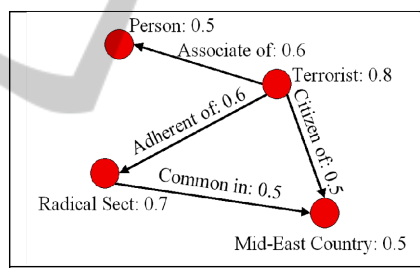 Person: 0.5
Associate of: 0.6
Terrorist: 0.8
Adherent of: 0.6
Citizen of: 0.5
Common in: 0.5
Radical Sect: 0.7
Mid-East Country: 0.5